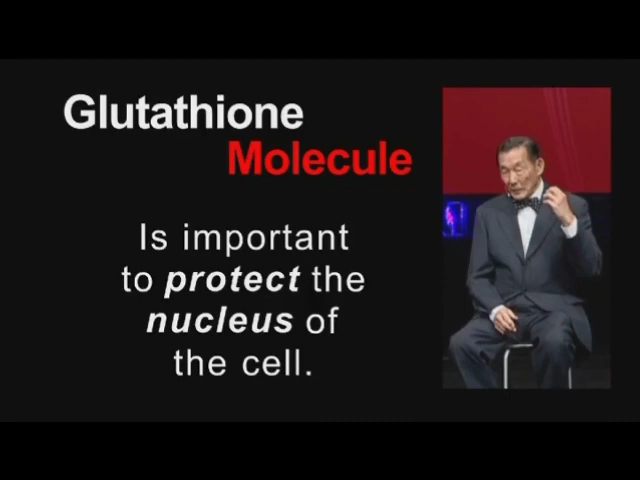 Glutathione
Molecule
Is important
to protect the
nucleus of
the cell.